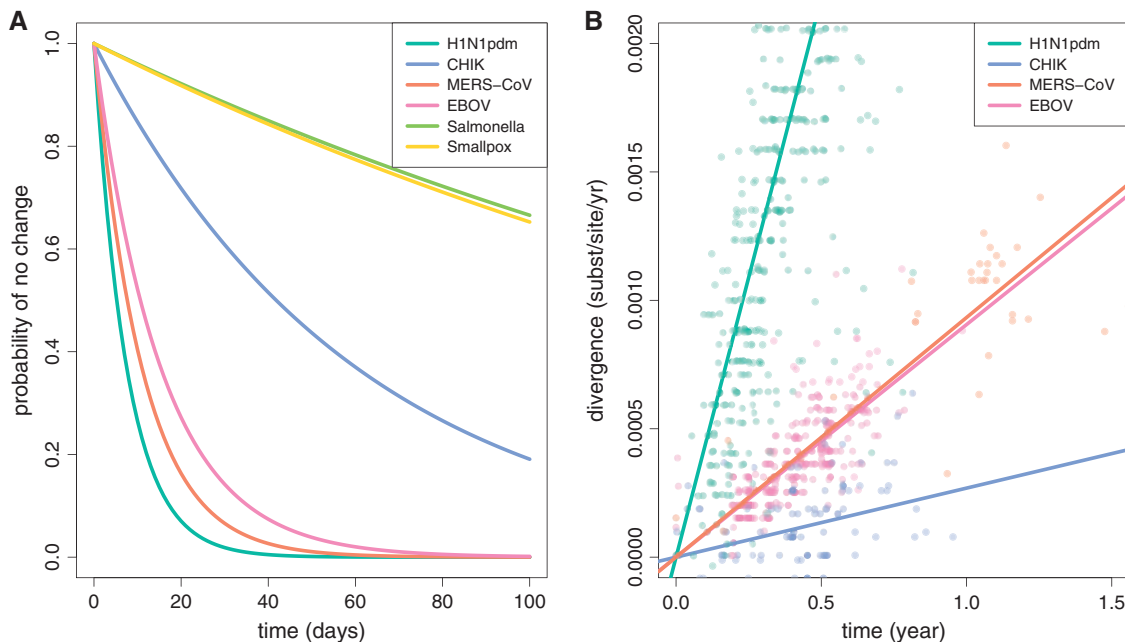 A
H1N1pdm
CHIK
MERS-CoV
EBOV
Salmonella
Smallpox
probability of no change
1.0
0.8
0.6
0.4
0.2
0.0
0
20
40
60
80
100
time (days)
B
H1N1pdm
CHIK
MERS-CoV
EBOV
divergence (subst/site/yr)
0.0020
0.0015
0.0010
0.0005
0.0000
0.0
0.5
1.0
1.5
time (year)